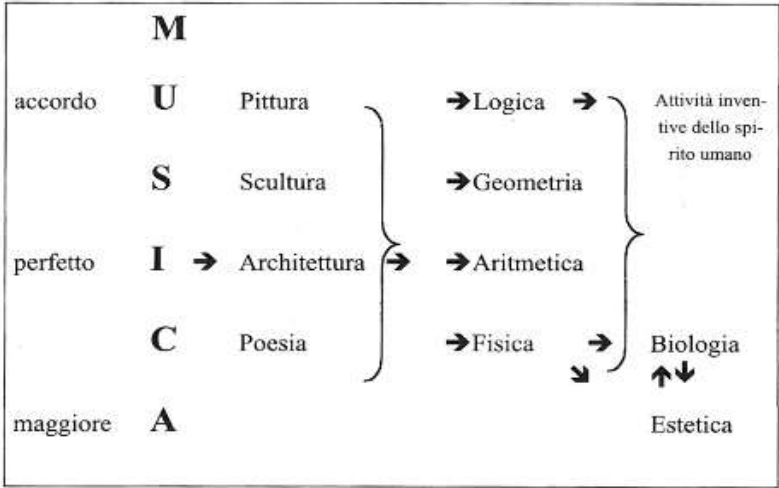 M
accordo U Pittura ➔Logica ➔ Attività inven-
tive dello spi-
rito umano
S Scultura ➔Geometria
perfetto I ➔ Architettura ➔ ➔Aritmetica
C Poesia ➔Fisica ➔ Biologia
maggiore A Estetica